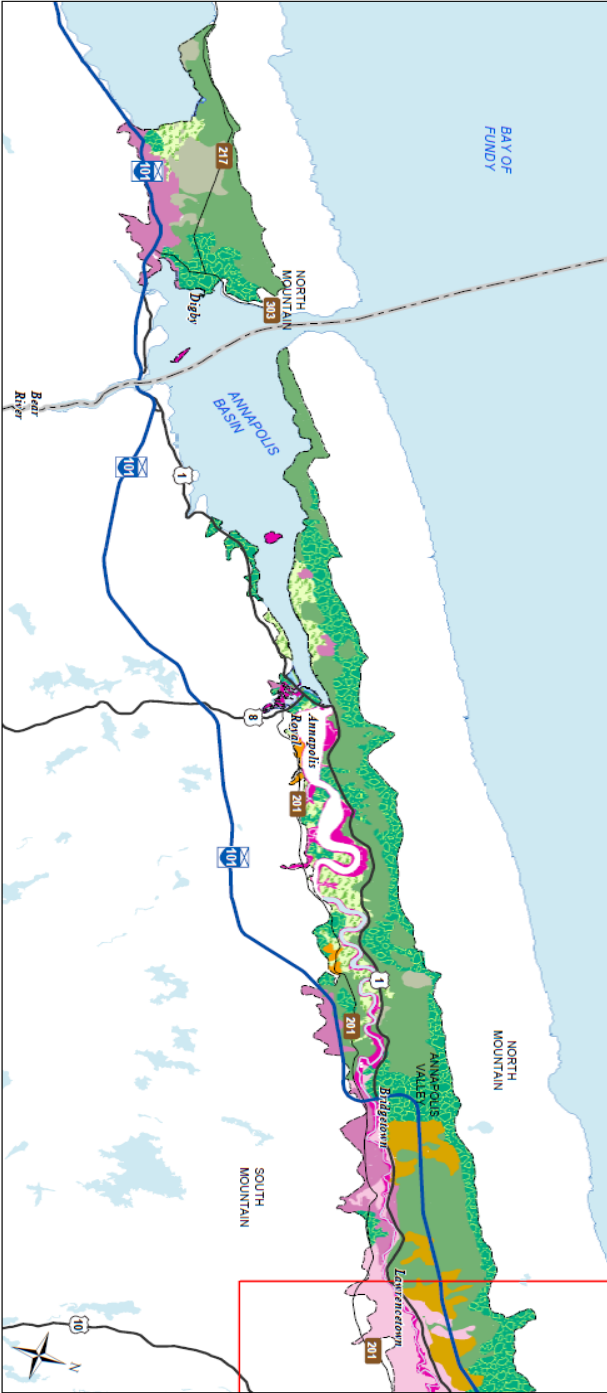 BAY OF
FUNDY
217
101
NORTH
MOUNTAIN
303
Digby
Bear
River
ANNAPOLIS
BASIN
101
1
8
Annapolis
Royal
201
101
1
201
NORTH
MOUNTAIN
ANNAPOLIS
VALLEY
Bridgetown
SOUTH
MOUNTAIN
Lawrencetown
201
10
N